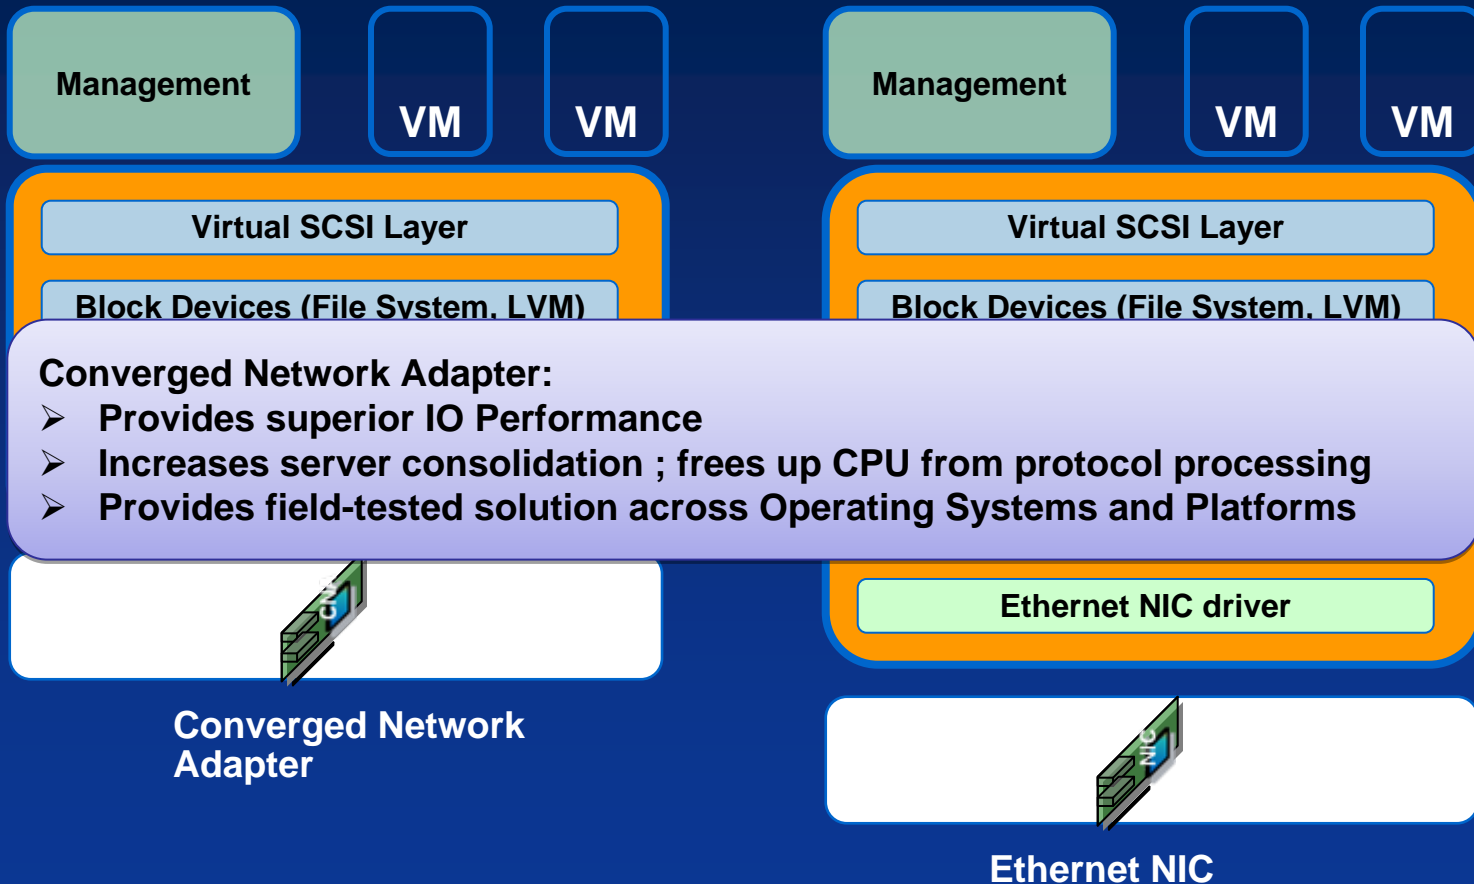 Management
VM
VM
Management
VM
VM
Virtual SCSI Layer
Virtual SCSI Layer
Block Devices (File System, LVM)
Block Devices (File System, LVM)
Converged Network Adapter:
➢ Provides superior IO Performance
➢ Increases server consolidation ; frees up CPU from protocol processing
➢ Provides field-tested solution across Operating Systems and Platforms
Ethernet NIC driver
Converged Network
Adapter
NIC
Ethernet NIC